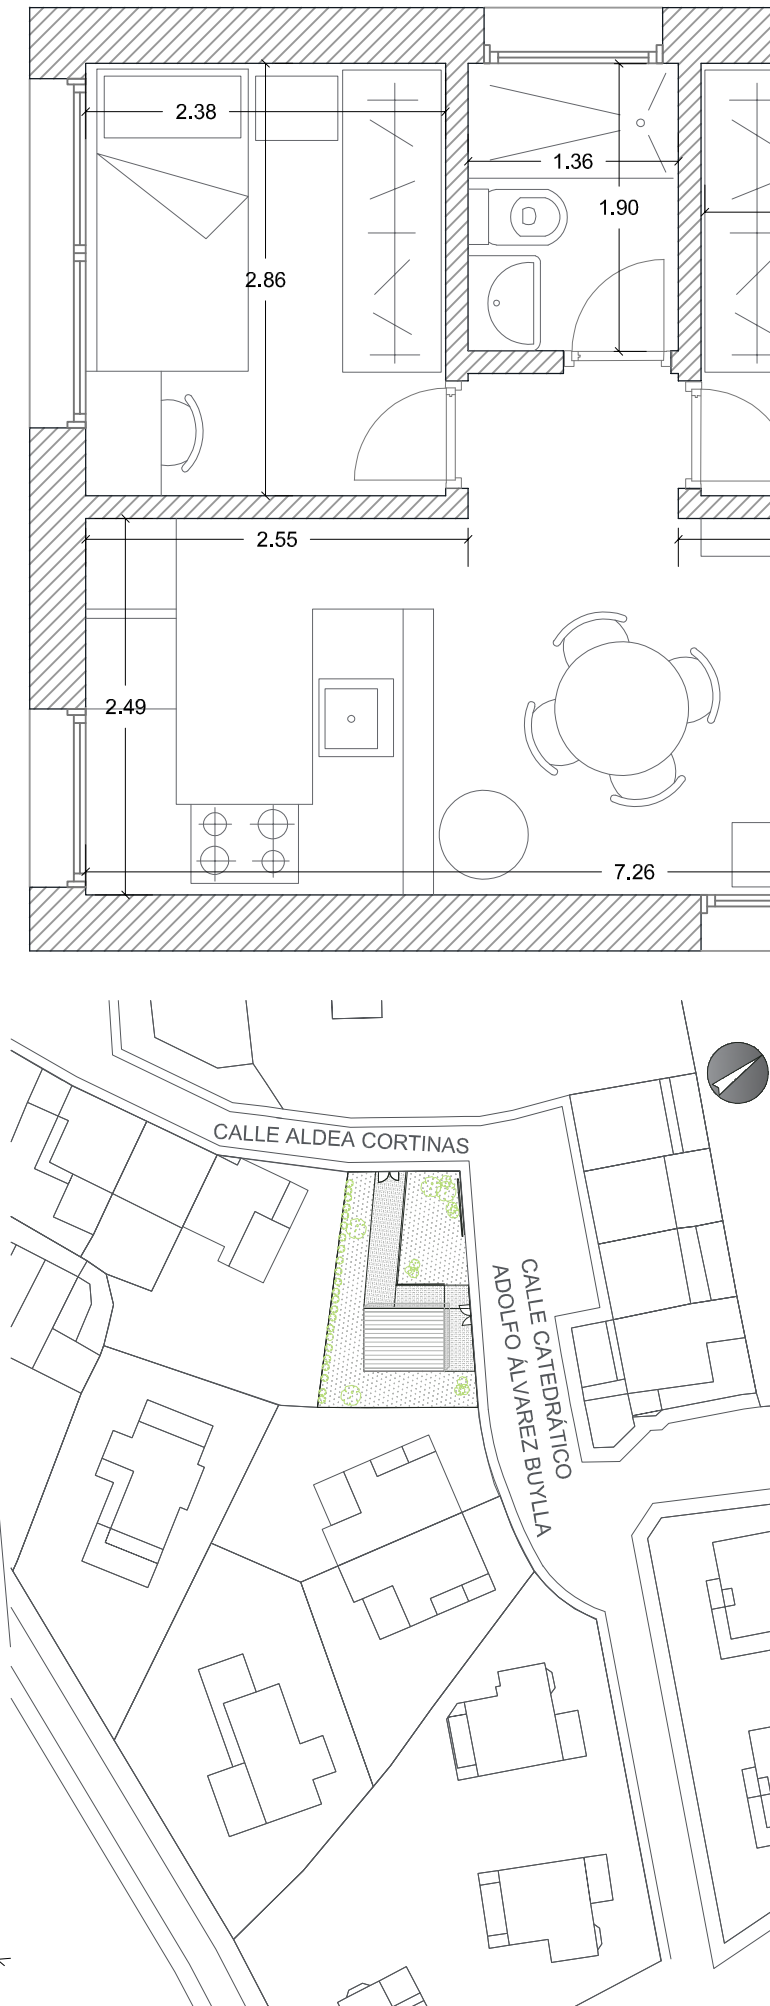 2.38
1.36
1.90
2.86
2.55
2.49
7.26
CALLE ALDEA CORTINAS
CALLE CATEDRÁTICO
ADOLFO ÁLVAREZ BUYLLA